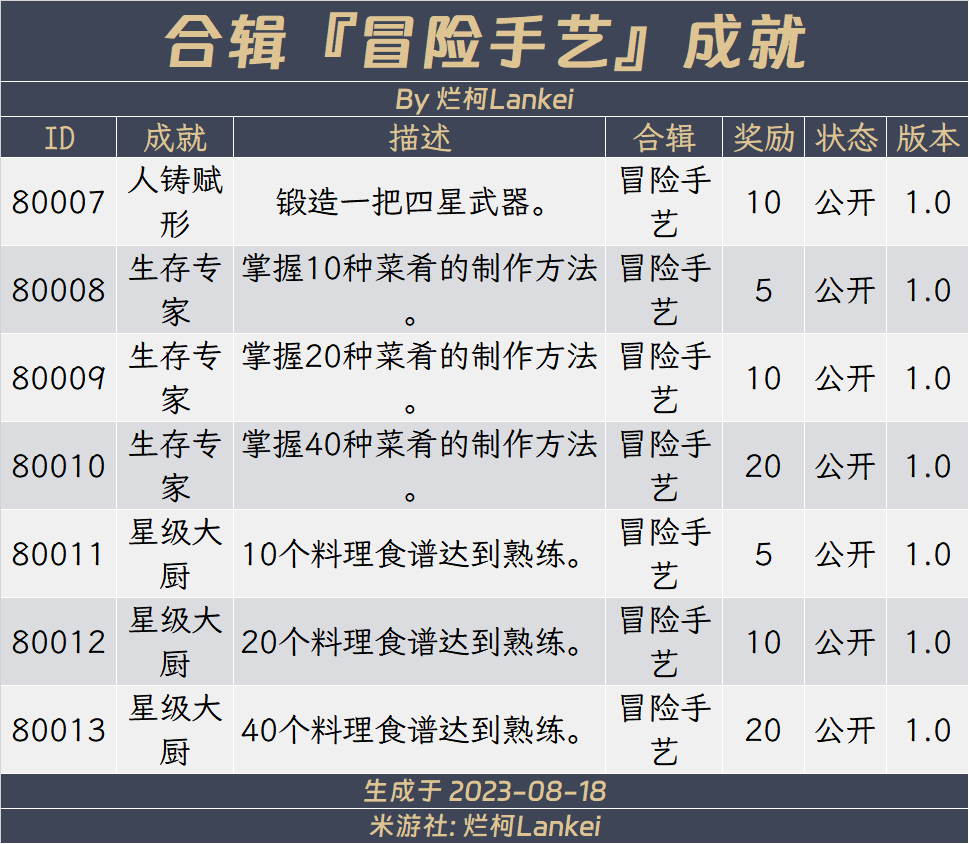 合辑『冒险手艺』成就
By 烂柯Lankei
ID 成就 描述 合辑 奖励 状态 版本
80007 人铸赋形 锻造一把四星武器。 冒险手艺 10 公开 1.0
80008 生存专家 掌握10种菜肴的制作方法。 冒险手艺 5 公开 1.0
80009 生存专家 掌握20种菜肴的制作方法。 冒险手艺 10 公开 1.0
80010 生存专家 掌握40种菜肴的制作方法。 冒险手艺 20 公开 1.0
80011 星级大厨 10个料理食谱达到熟练。 冒险手艺 5 公开 1.0
80012 星级大厨 20个料理食谱达到熟练。 冒险手艺 10 公开 1.0
80013 星级大厨 40个料理食谱达到熟练。 冒险手艺 20 公开 1.0
生成于 2023-08-18
米游社: 烂柯Lankei